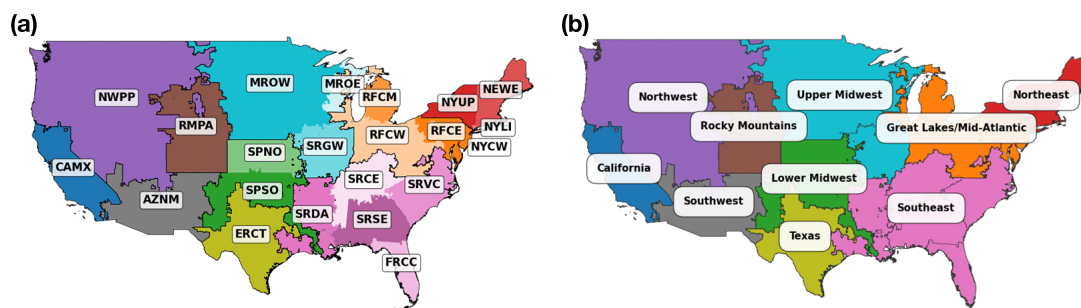 (a)
NWPP
MROW
MROE
RFCM
NYUP
NEWE
RMPA
RFCW
RFCE
NYLI
NYCW
SRGW
SPNO
CAMX
SRCE
SRVC
AZNM
SPSO
SRDA
SRSE
ERCT
FRCC
(b)
Northwest
Upper Midwest
Northeast
Rocky Mountains
Great Lakes/Mid-Atlantic
California
Lower Midwest
Southwest
Southeast
Texas